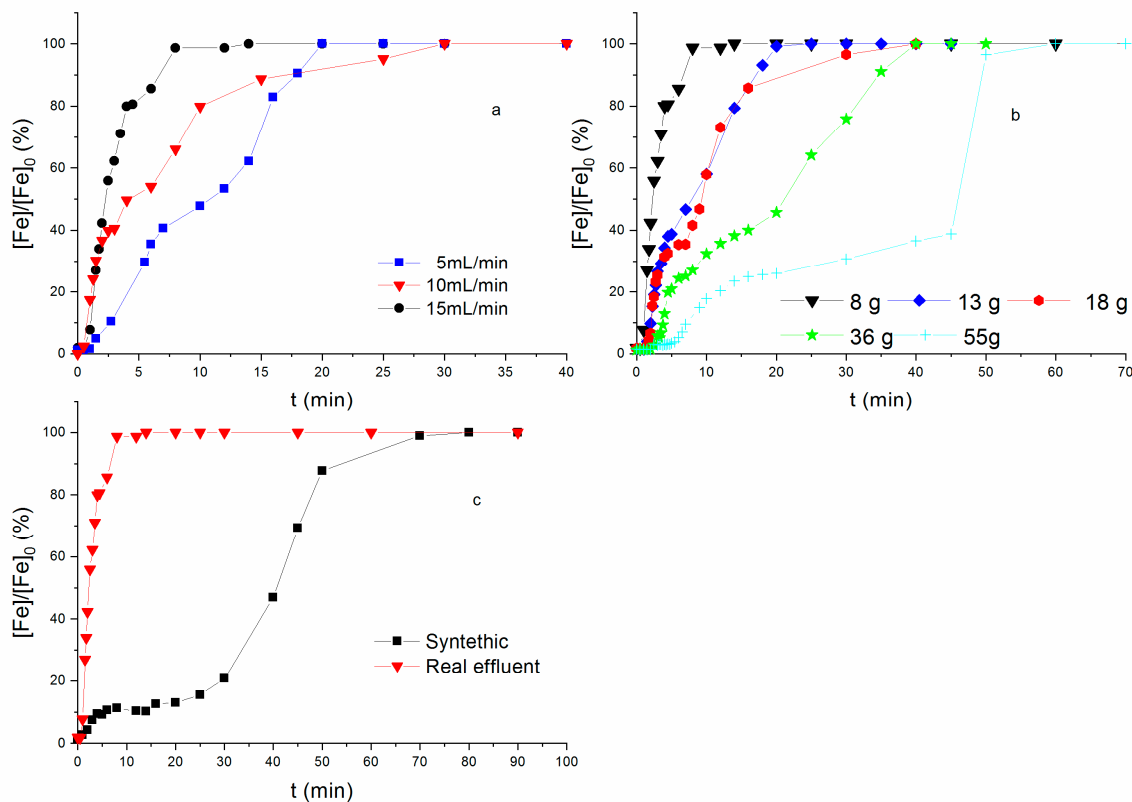 100
80
60
40
20
0
[Fe]/[Fe]₀ (%)
a
5mL/min
10mL/min
15mL/min
0 5 10 15 20 25 30 35 40
t (min)
100
80
60
40
20
0
[Fe]/[Fe]₀ (%)
b
8 g 13 g 18 g
36 g 55g
0 10 20 30 40 50 60 70
t (min)
100
80
60
40
20
0
[Fe]/[Fe]₀ (%)
c
Syntethic
Real effluent
0 10 20 30 40 50 60 70 80 90 100
t (min)